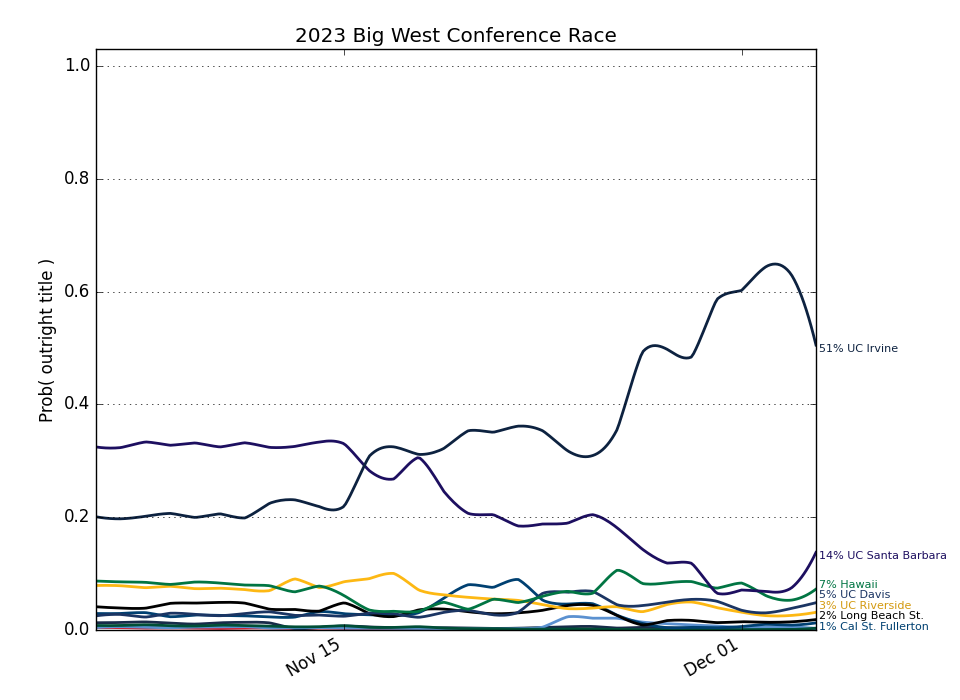 2023 Big West Conference Race
Prob( outright title )
1.0
0.8
0.6
0.4
0.2
0.0
Nov 15
Dec 01
51% UC Irvine
14% UC Santa Barbara
7% Hawaii
5% UC Davis
3% UC Riverside
2% Long Beach St.
1% Cal St. Fullerton